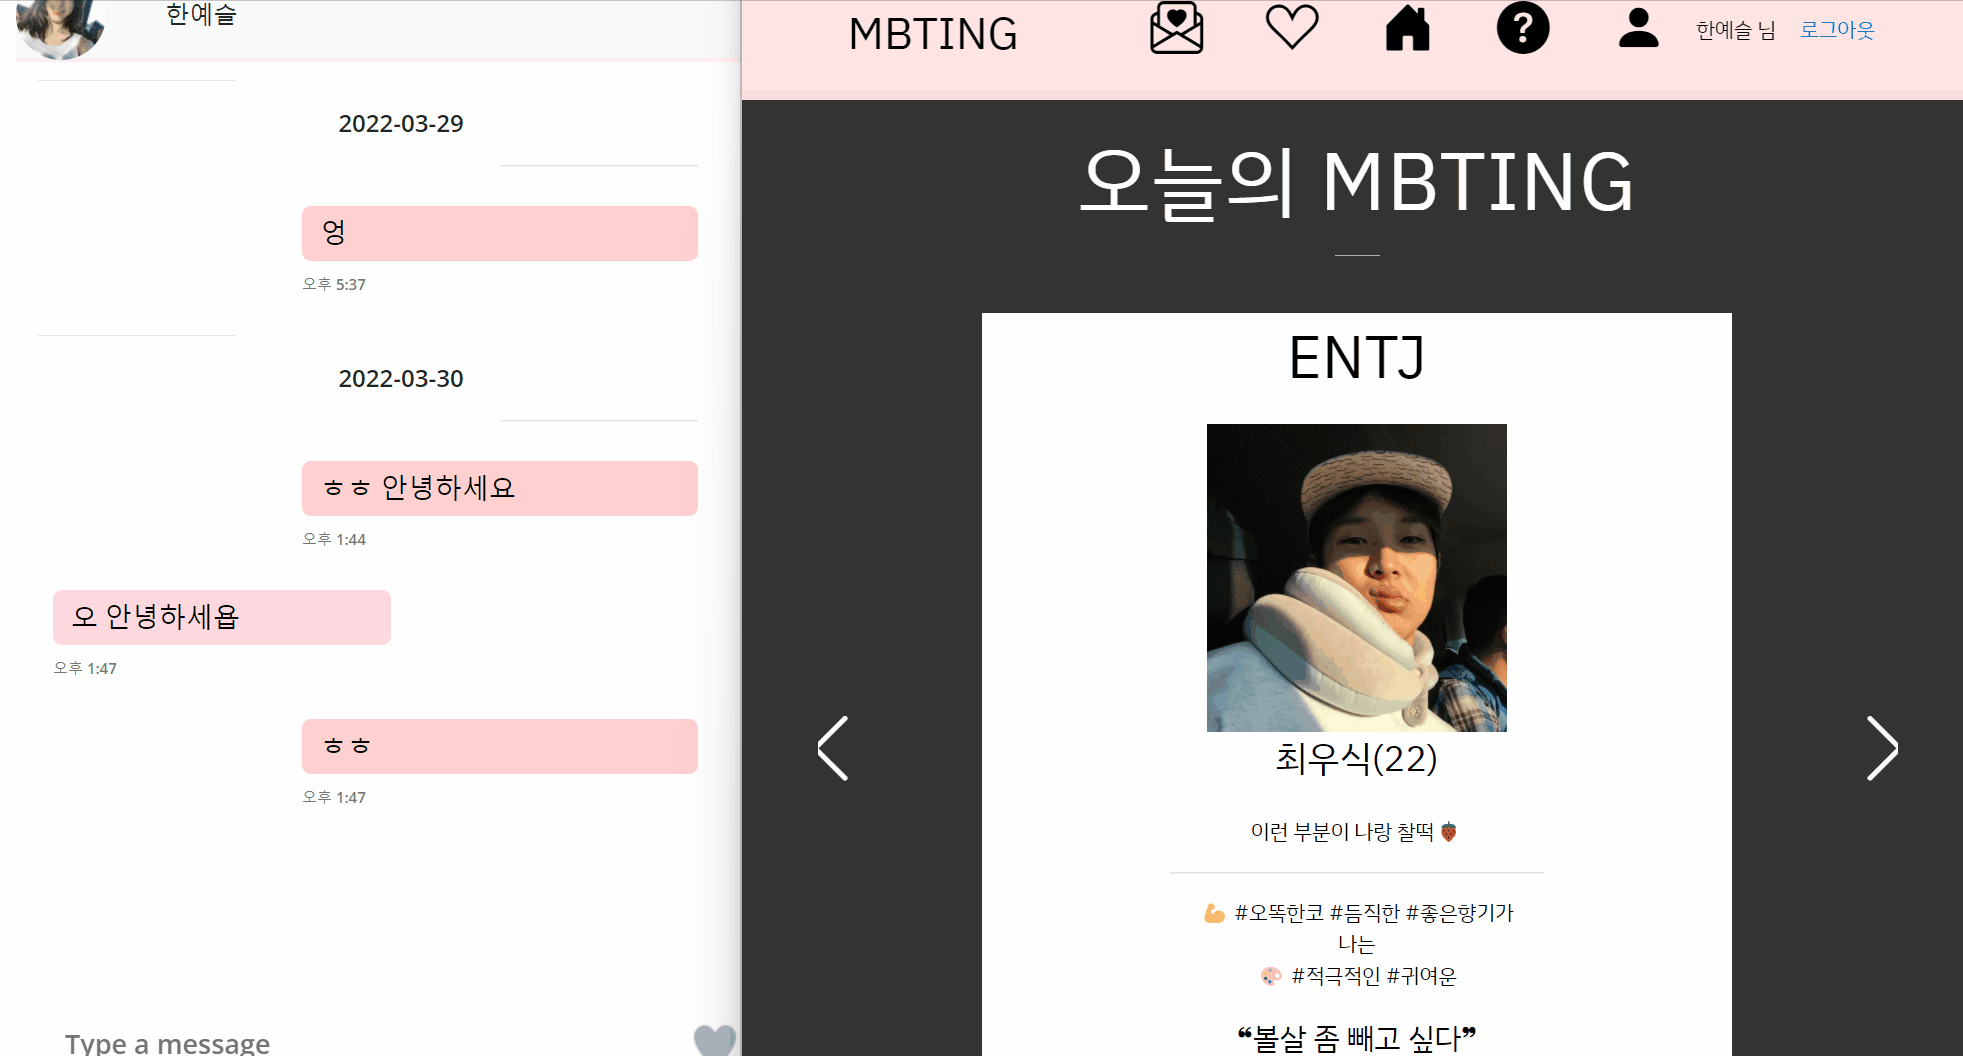 한예슬
2022-03-29
엉
오후 5:37
2022-03-30
ㅎㅎ 안녕하세요
오후 1:44
오 안녕하세욥
오후 1:47
ㅎㅎ
오후 1:47
Type a message
MBTING
한예슬 님 로그아웃
오늘의 MBTING
ENTJ
최우식(22)
이런 부분이 나랑 찰떡
#오똑한코 #듬직한 #좋은향기가
나는
#적극적인 #귀여운
❝볼살 좀 빼고 싶다❞